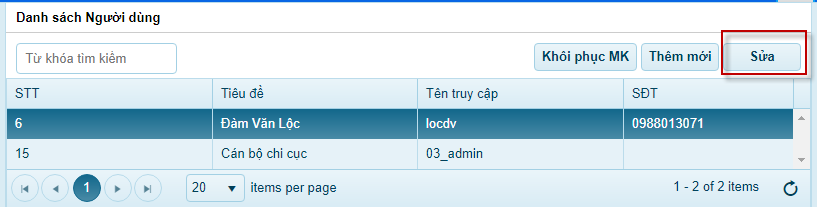 Danh sách Người dùng
Từ khóa tìm kiếm Khôi phục MK Thêm mới Sửa
STT Tiêu đề Tên truy cập SĐT
6 Đàm Văn Lộc locdv 0988013071
15 Cán bộ chi cục 03_admin
1 20 items per page 1 - 2 of 2 items